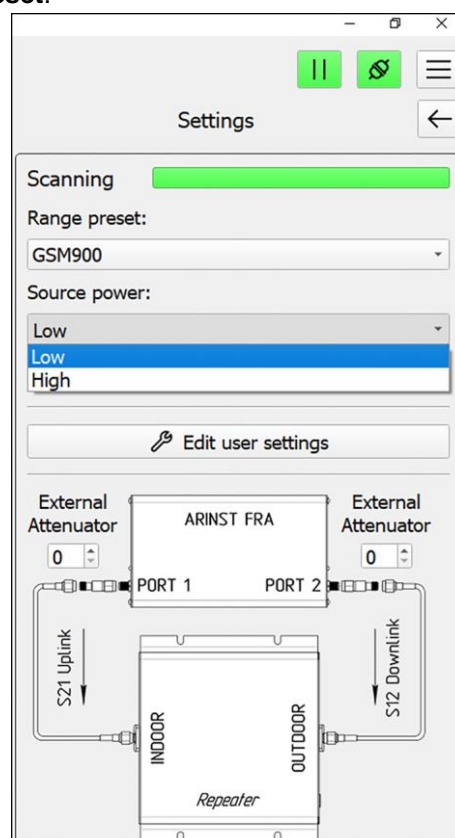 Settings
Scanning
Range preset:
GSM900
Source power:
Low
Low
High
Edit user settings
External
Attenuator
0
ARINST FRA
PORT 1
PORT 2
External
Attenuator
0
S21 Uplink
S12 Downlink
INDOOR
OUTDOOR
Repeater